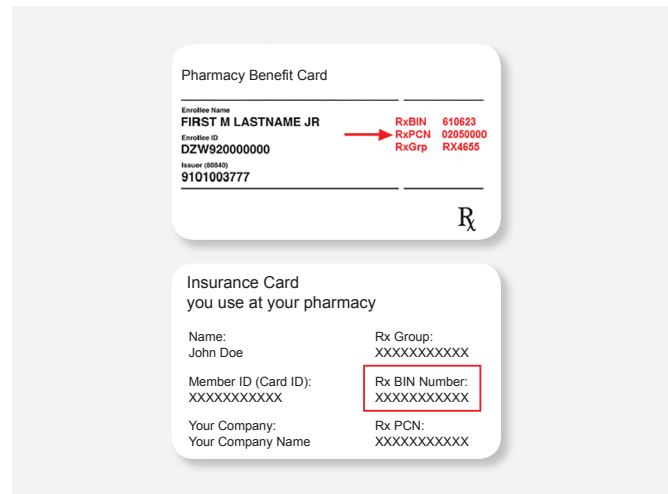 Pharmacy Benefit Card
Enrollee Name
FIRST M LASTNAME JR
Enrollee ID
DZW920000000
Issuer (80840)
9101003777
RxBIN 610623
RxPCN 02050000
RxGrp RX4655
℞
Insurance Card
you use at your pharmacy
Name:
John Doe
Rx Group:
XXXXXXXXXXX
Member ID (Card ID):
XXXXXXXXXXX
Rx BIN Number:
XXXXXXXXXXX
Your Company:
Your Company Name
Rx PCN:
XXXXXXXXXXX